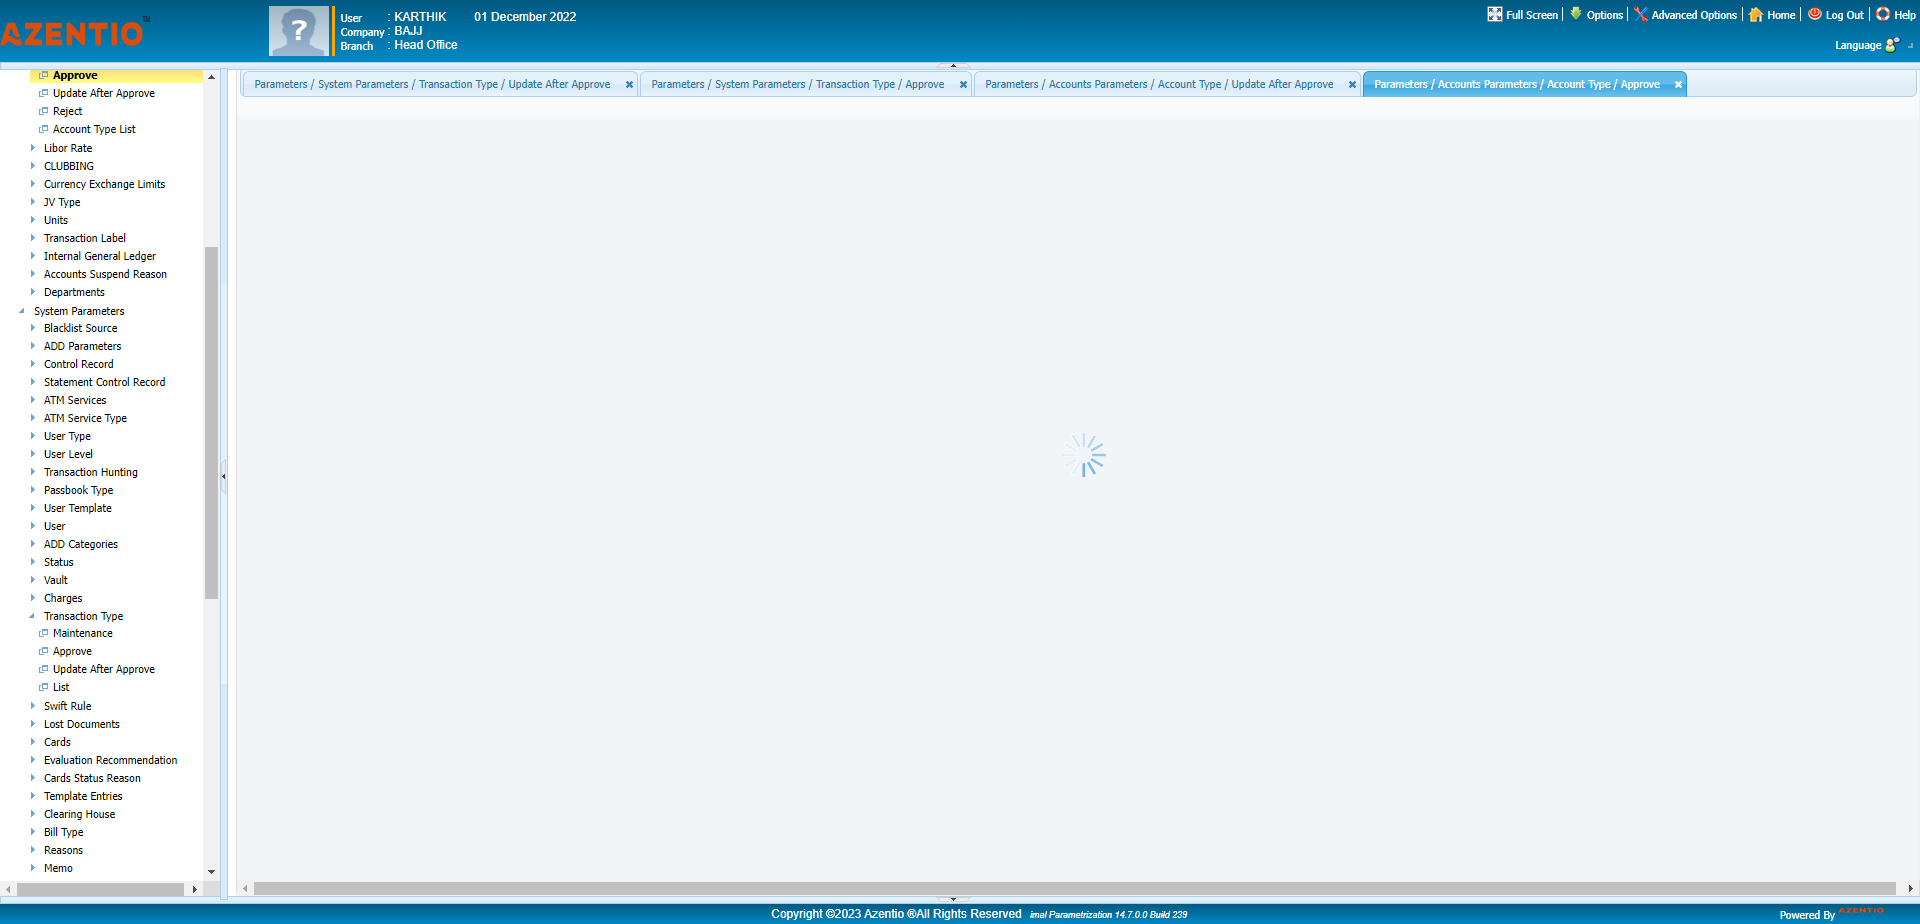 AZENTIO™
User : KARTHIK 01 December 2022
Company : BAJJ
Branch : Head Office
Full Screen Options Advanced Options Home Log Out Help
Language
Approve
Update After Approve
Reject
Account Type List
Libor Rate
CLUBBING
Currency Exchange Limits
JV Type
Units
Transaction Label
Internal General Ledger
Accounts Suspend Reason
Departments
System Parameters
Blacklist Source
ADD Parameters
Control Record
Statement Control Record
ATM Services
ATM Service Type
User Type
User Level
Transaction Hunting
Passbook Type
User Template
User
ADD Categories
Status
Vault
Charges
Transaction Type
Maintenance
Approve
Update After Approve
List
Swift Rule
Lost Documents
Cards
Evaluation Recommendation
Cards Status Reason
Template Entries
Clearing House
Bill Type
Reasons
Memo
Parameters / System Parameters / Transaction Type / Update After Approve
Parameters / System Parameters / Transaction Type / Approve
Parameters / Accounts Parameters / Account Type / Update After Approve
Parameters / Accounts Parameters / Account Type / Approve
Copyright ©2023 Azentio ®All Rights Reserved imal Parametrization 14.7.0.0 Build 239
Powered By AZENTIO